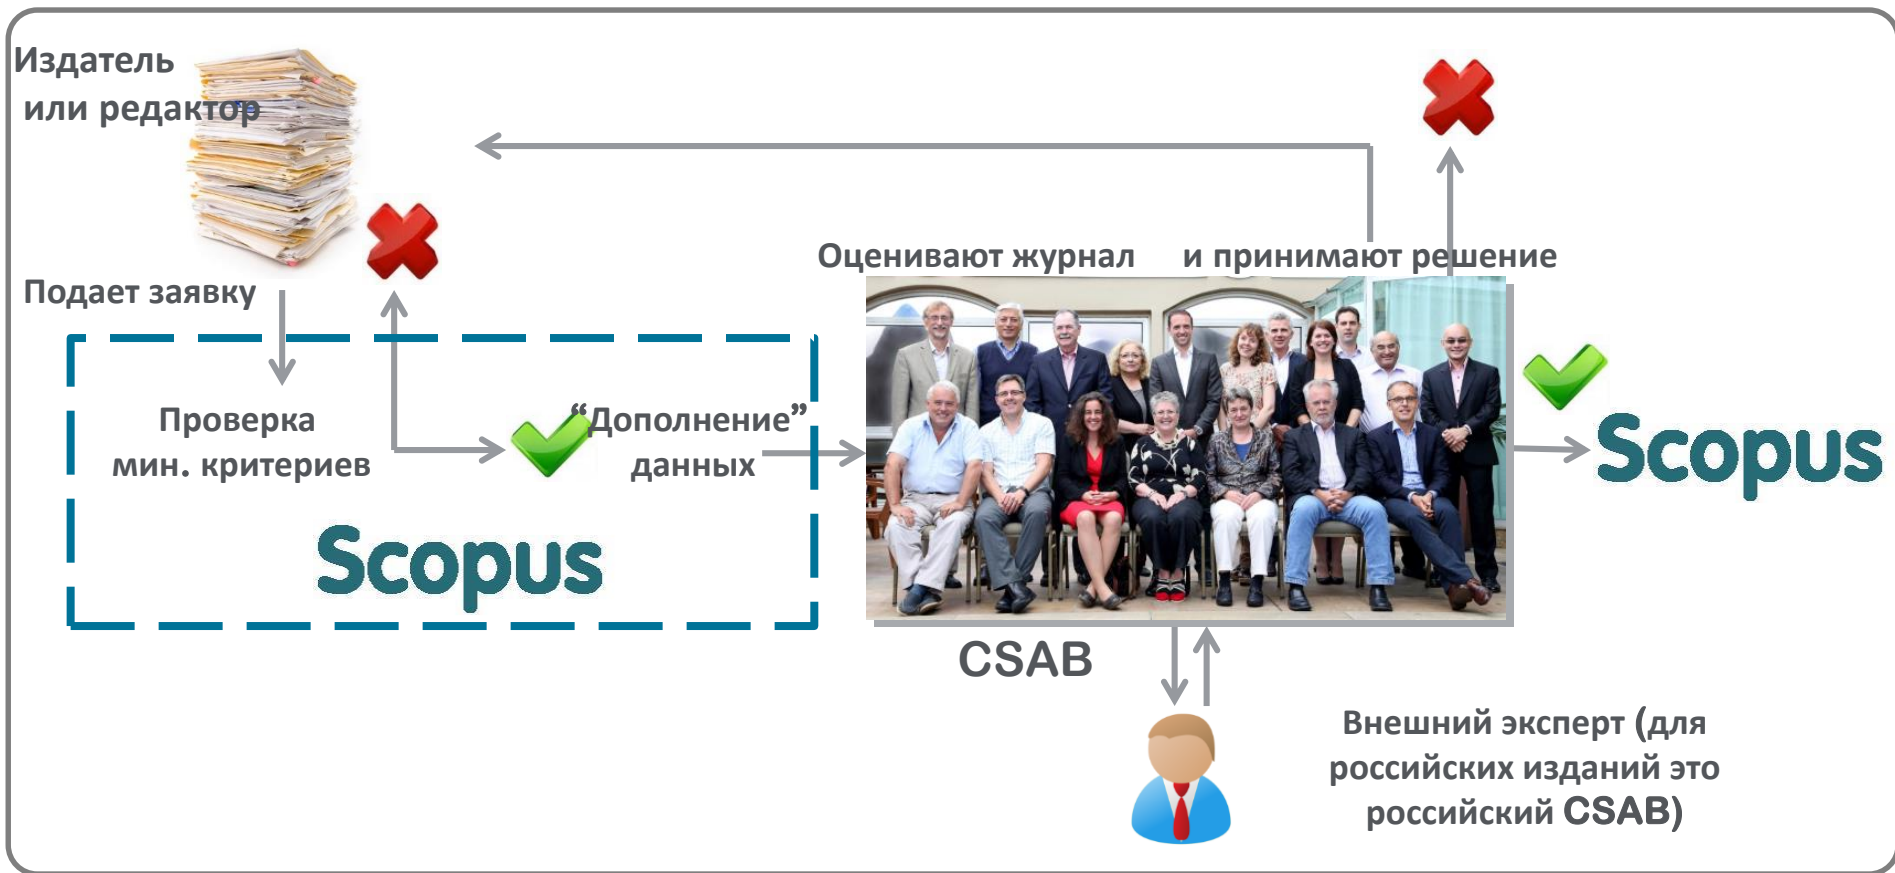 Издатель
или редактор
Подает заявку
Проверка
мин. критериев
“Дополнение”
данных
Scopus
Оценивают журнал и принимают решение
CSAB
Scopus
Внешний эксперт (для
российских изданий это
российский CSAB)